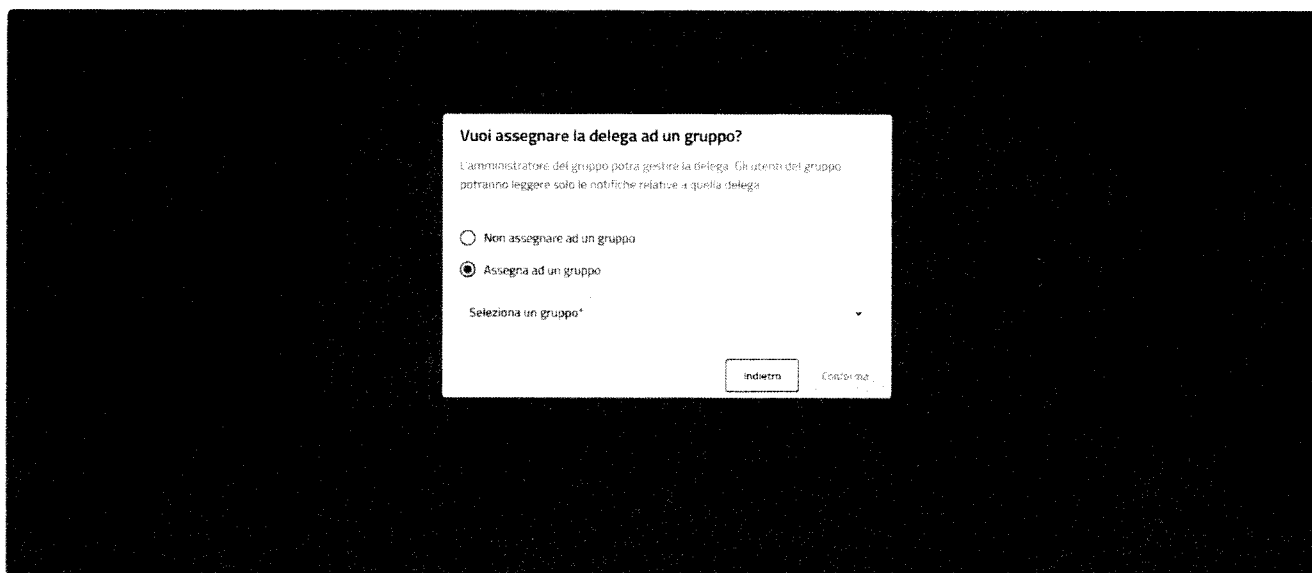 Vuoi assegnare la delega ad un gruppo?
L'amministratore del gruppo potra gestire la delega. Gli utenti del gruppo
potranno leggere solo le notifiche relative a quella delega
Non assegnare ad un gruppo
Assegna ad un gruppo
Seleziona un gruppo*
Indietro
Conferma